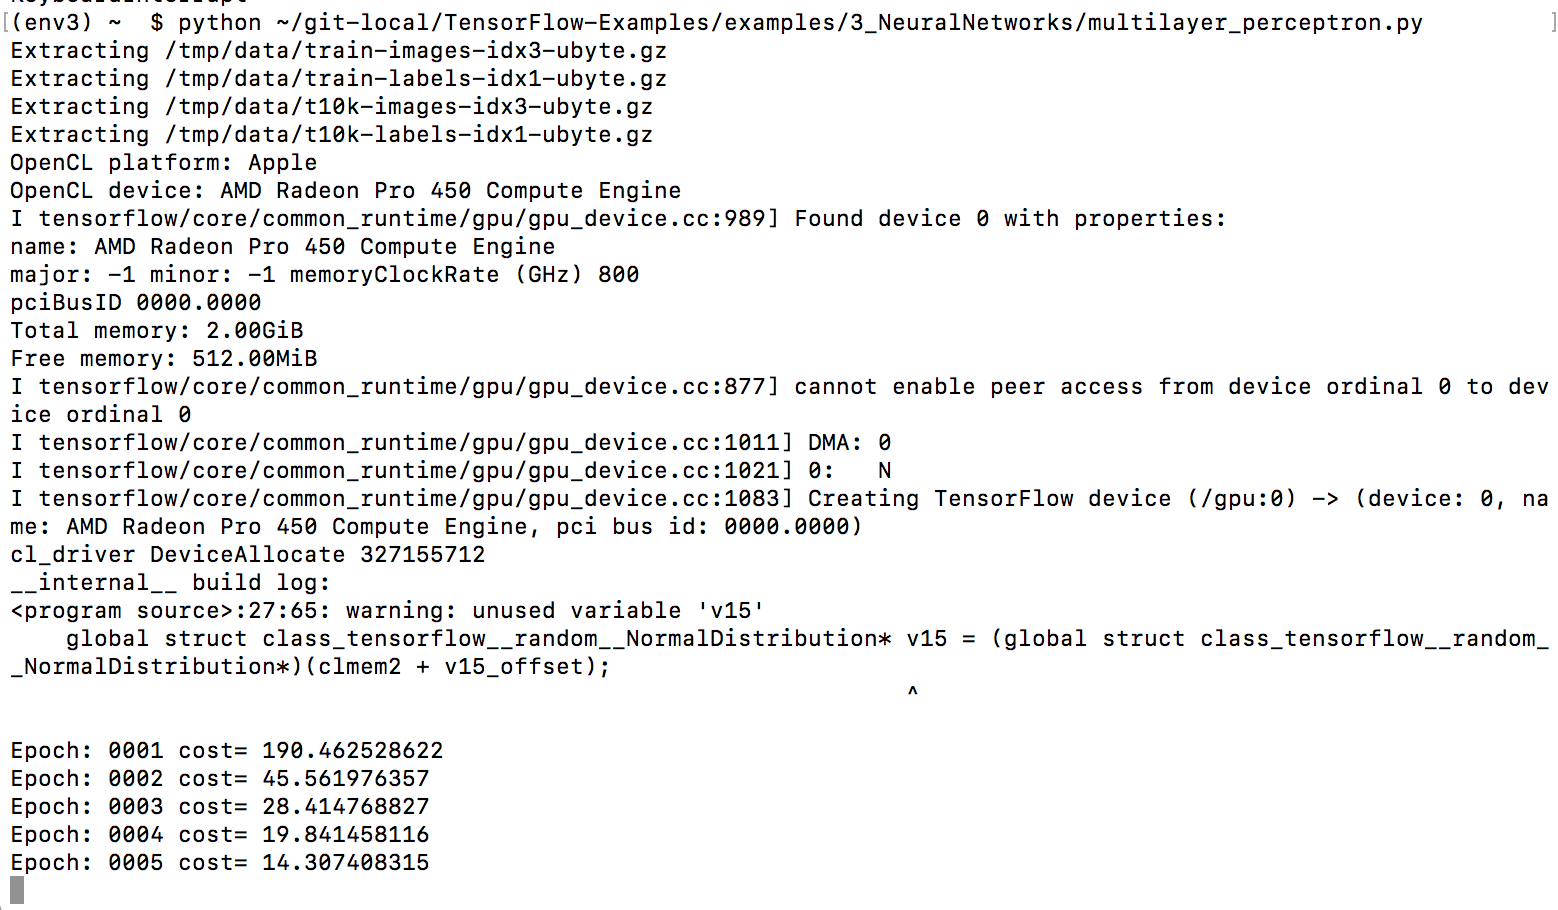 (env3) ~  $ python ~/git-local/TensorFlow-Examples/examples/3_NeuralNetworks/multilayer_perceptron.py
Extracting /tmp/data/train-images-idx3-ubyte.gz
Extracting /tmp/data/train-labels-idx1-ubyte.gz
Extracting /tmp/data/t10k-images-idx3-ubyte.gz
Extracting /tmp/data/t10k-labels-idx1-ubyte.gz
OpenCL platform: Apple
OpenCL device: AMD Radeon Pro 450 Compute Engine
I tensorflow/core/common_runtime/gpu/gpu_device.cc:989] Found device 0 with properties:
name: AMD Radeon Pro 450 Compute Engine
major: -1 minor: -1 memoryClockRate (GHz) 800
pciBusID 0000.0000
Total memory: 2.00GiB
Free memory: 512.00MiB
I tensorflow/core/common_runtime/gpu/gpu_device.cc:877] cannot enable peer access from device ordinal 0 to dev
ice ordinal 0
I tensorflow/core/common_runtime/gpu/gpu_device.cc:1011] DMA: 0
I tensorflow/core/common_runtime/gpu/gpu_device.cc:1021] 0:   N
I tensorflow/core/common_runtime/gpu/gpu_device.cc:1083] Creating TensorFlow device (/gpu:0) -> (device: 0, na
me: AMD Radeon Pro 450 Compute Engine, pci bus id: 0000.0000)
cl_driver DeviceAllocate 327155712
__internal__ build log:
<program source>:27:65: warning: unused variable 'v15'
    global struct class_tensorflow__random__NormalDistribution* v15 = (global struct class_tensorflow__random_
_NormalDistribution*)(clmem2 + v15_offset);
                                                                ^
Epoch: 0001 cost= 190.462528622
Epoch: 0002 cost= 45.561976357
Epoch: 0003 cost= 28.414768827
Epoch: 0004 cost= 19.841458116
Epoch: 0005 cost= 14.307408315